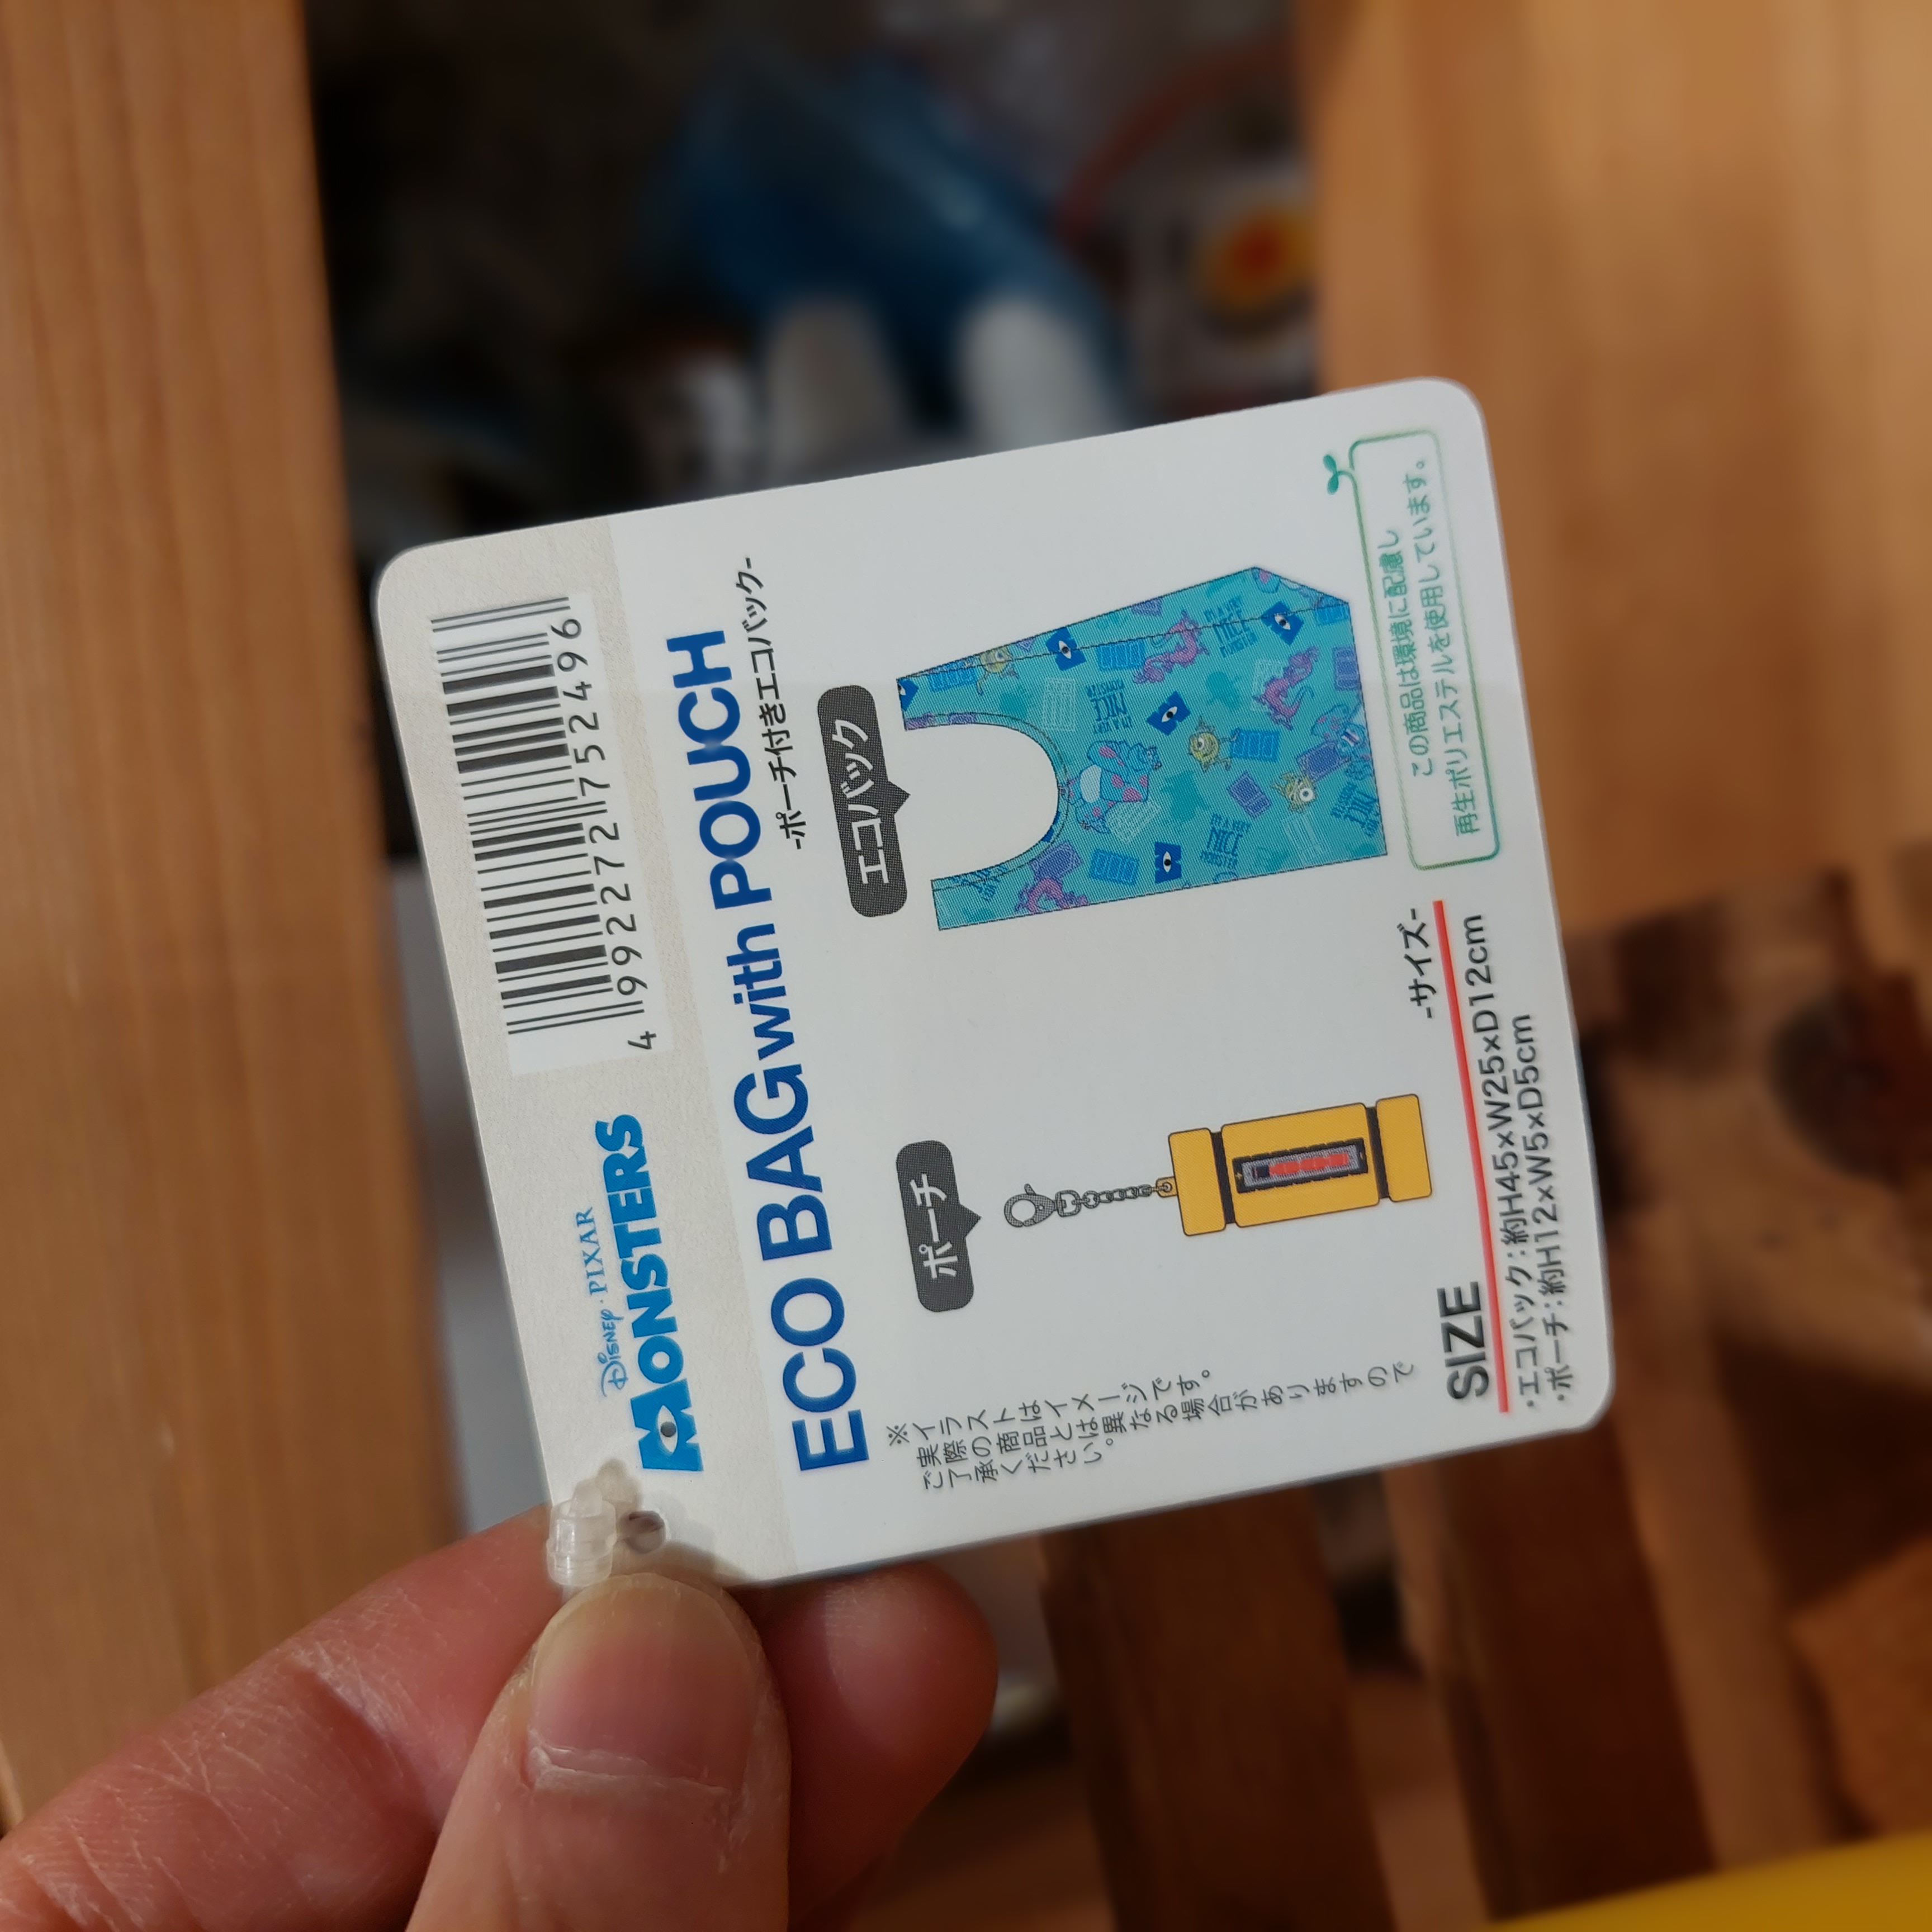 Disney·PIXAR
MONSTERS
4 992272 752496
ECO BAG with POUCH
-ポーチ付きエコバック-
ポーチ
エコバック
※イラストはイメージです。
実際の商品とは異なる場合がありますので
ご了承ください。
この商品は環境に配慮し
再生ポリエステルを使用しています。
SIZE -サイズ-
・エコバック：約H45×W25×D12cm
・ポーチ：約H12×W5×D5cm